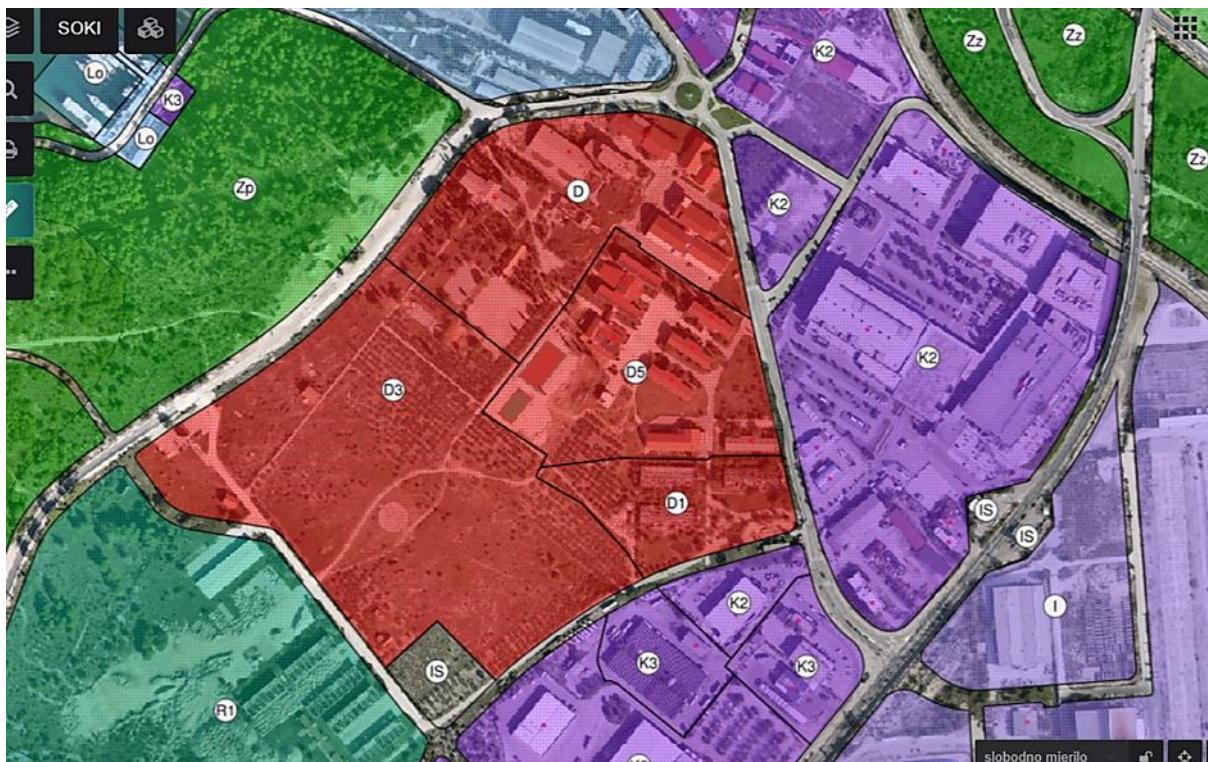 SOKI
Lo
K3
Lo
Zp
K2
Zz
Zz
Zz
D
K2
K2
D3
D5
D1
IS
IS
I
K2
K3
K3
IS
R1
slobodno mjerilo